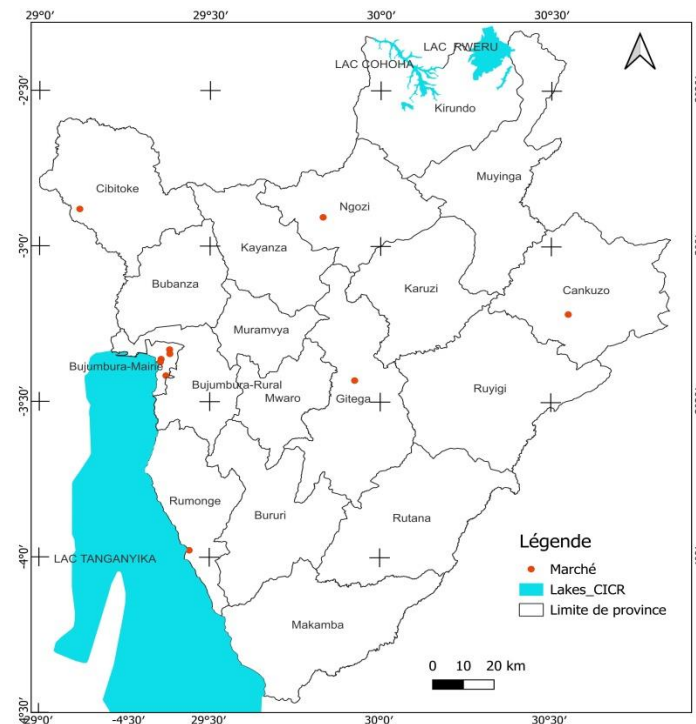 29°0' 29°30' 30°0' 30°30'
LAC RWERU
LAC COHOHA
-2°30'
Kirundo
Muyinga
Cibitoke
Ngozi
-3°0'
Kayanza
Bubanza
Karuzi
Cankuzo
Muramvya
Bujumbura-Mairie
Bujumbura-Rural
Mwaro
Gitega
Ruyigi
-3°30'
Rumonge
Bururi
Rutana
Légende
-4°0'
LAC TANGANYIKA
Marché
Lakes_CICR
Limite de province
Makamba
0 10 20 km
29°0' -4°30' 29°30' 30°0' 30°30'